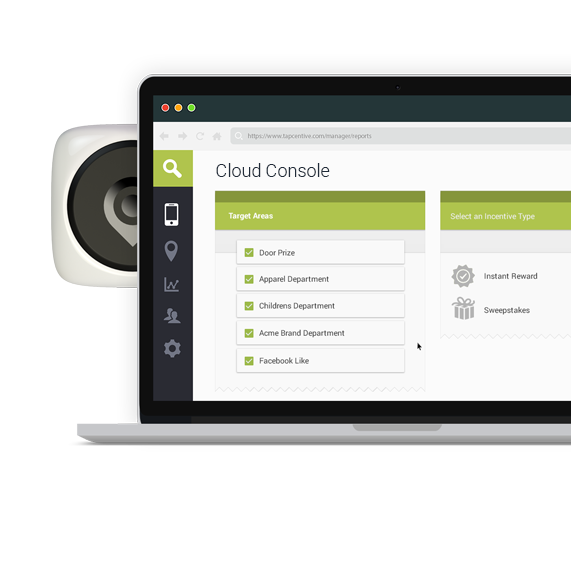 https://www.tapcentive.com/manager/reports
Cloud Console
Target Areas
Door Prize
Apparel Department
Childrens Department
Acme Brand Department
Facebook Like
Select an Incentive Type
Instant Reward
Sweepstakes